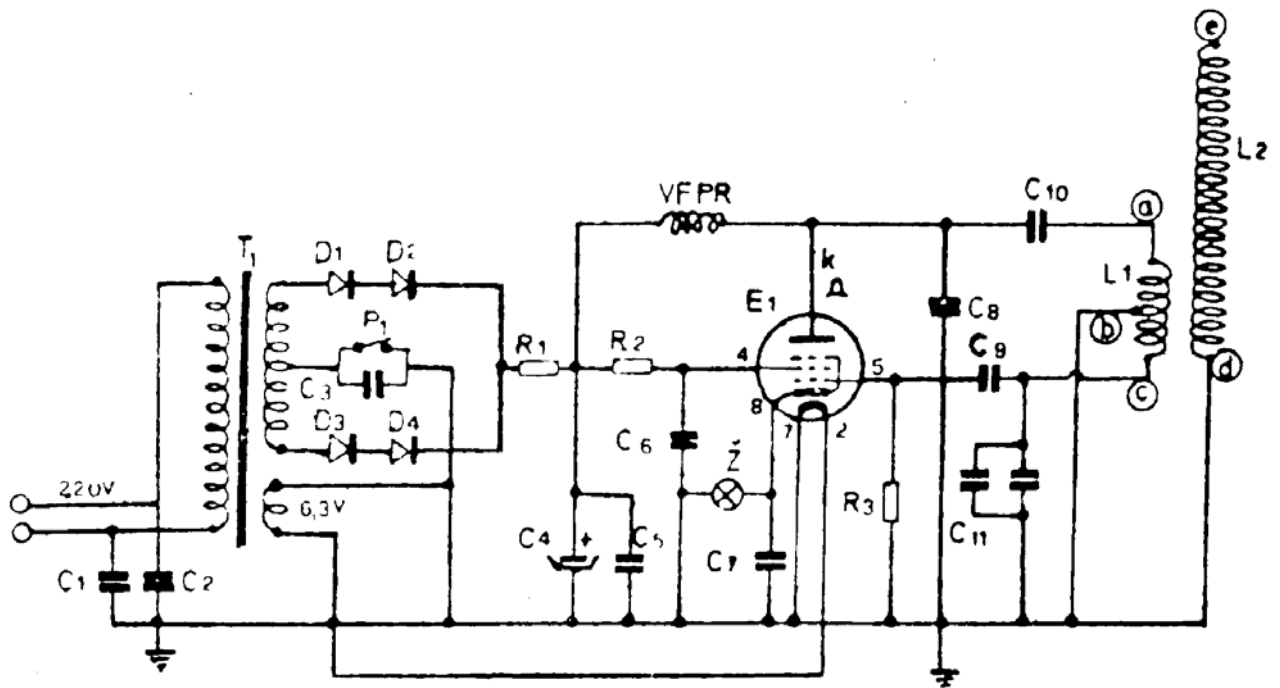 e
L2
VFPR
C10
a
T1
D1
D2
k
L1
E1
C8
b
P1
R1
R2
C9
4
5
d
C3
c
8
D3
D4
7
2
C6
Ž
220V
R3
6,3V
C4
+
C5
C11
C1
C2
C7